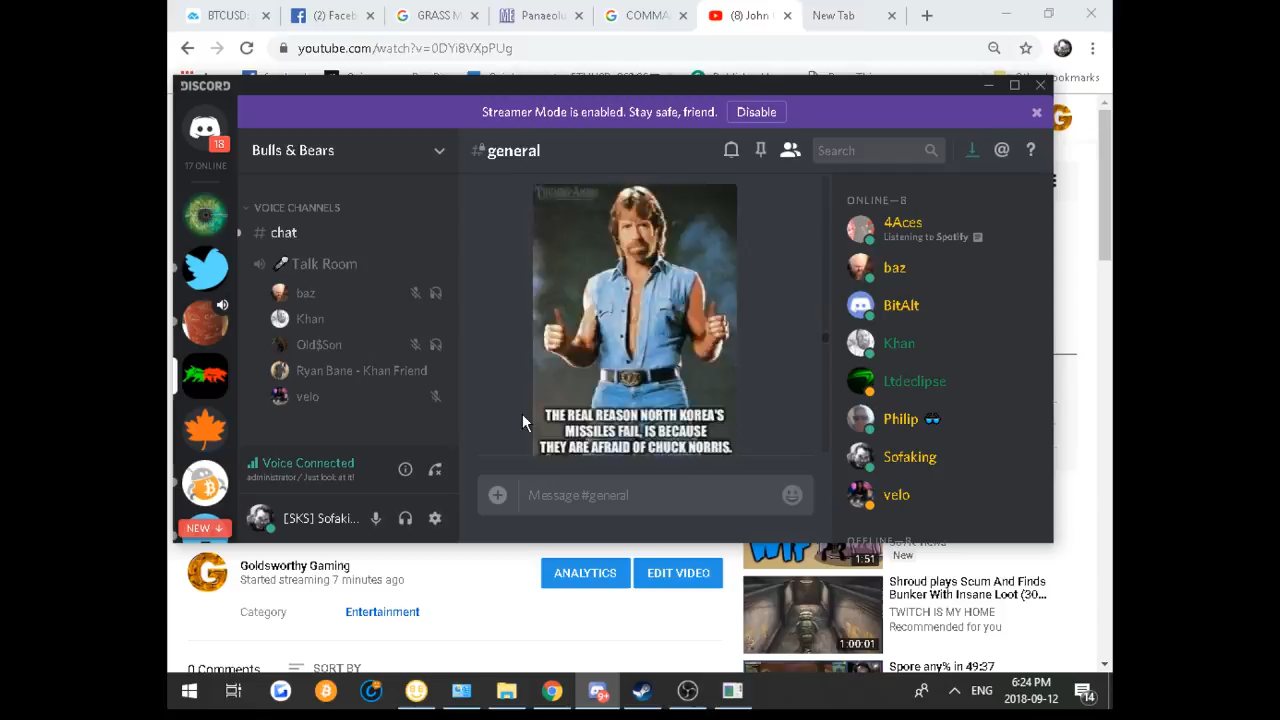 BTCUSD:
(2) Faceb
GRASS M
Panaeolu
COMMA
(8) John
New Tab
youtube.com/watch?v=0DYi8VXpPUg
Other bookmarks
DISCORD
Streamer Mode is enabled. Stay safe, friend.
Disable
18
17 ONLINE
Bulls & Bears
#general
Search
VOICE CHANNELS
# chat
Talk Room
baz
Khan
Old$Son
Ryan Bane - Khan Friend
velo
Voice Connected
administrator / Just look at it!
[SKS] Sofaki...
NEW
THE REAL REASON NORTH KOREA'S
MISSILES FAIL, IS BECAUSE
THEY ARE AFRAID OF CHUCK NORRIS.
Message #general
ONLINE—8
4Aces
Listening to Spotify
baz
BitAlt
Khan
Ltdeclipse
Philip
Sofaking
velo
OFFLINE—8
Goldsworthy Gaming
Started streaming 7 minutes ago
ANALYTICS
EDIT VIDEO
Category
Entertainment
0 Comments
SORT BY
WTF
1:51
New
Shroud plays Scum And Finds
Bunker With Insane Loot (30...
TWITCH IS MY HOME
Recommended for you
1:00:01
Spore any% in 49:37
9+
ENG
6:24 PM
2018-09-12
14